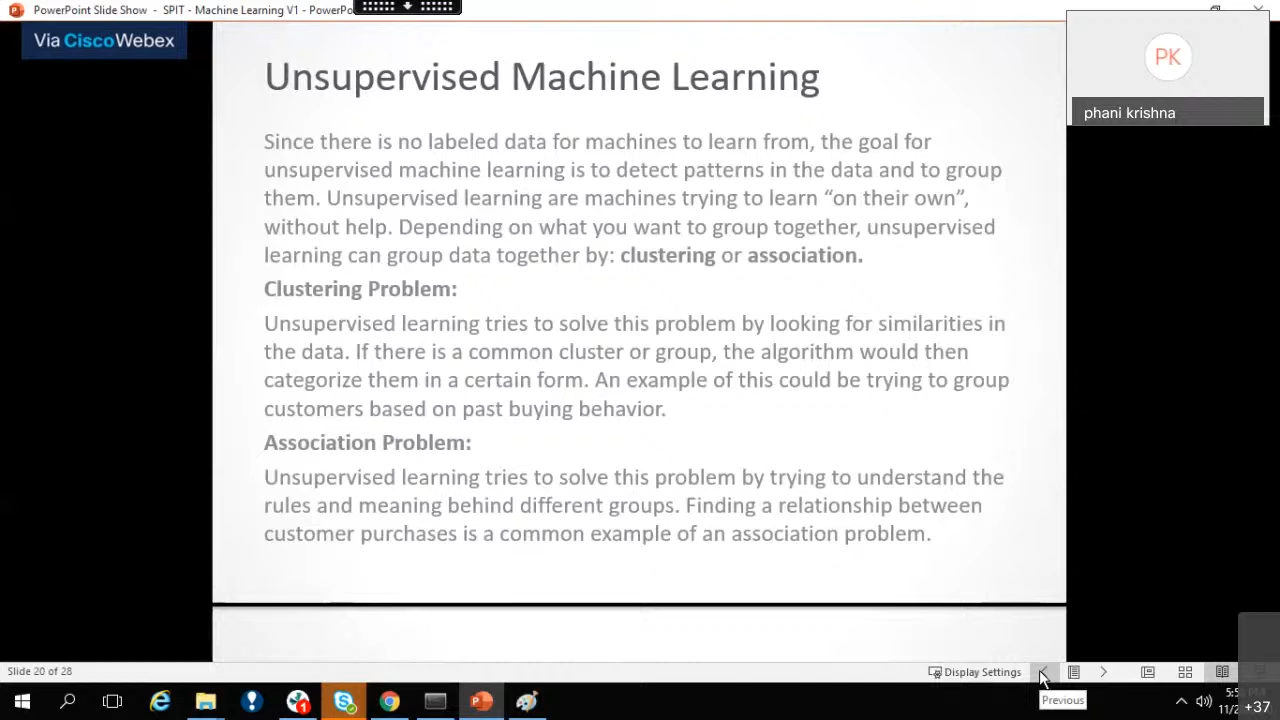 PowerPoint Slide Show - SPIT - Machine Learning V1 - PowerPo
Via CiscoWebex
PK
phani krishna
Unsupervised Machine Learning
Since there is no labeled data for machines to learn from, the goal for
unsupervised machine learning is to detect patterns in the data and to group
them. Unsupervised learning are machines trying to learn “on their own”,
without help. Depending on what you want to group together, unsupervised
learning can group data together by: clustering or association.
Clustering Problem:
Unsupervised learning tries to solve this problem by looking for similarities in
the data. If there is a common cluster or group, the algorithm would then
categorize them in a certain form. An example of this could be trying to group
customers based on past buying behavior.
Association Problem:
Unsupervised learning tries to solve this problem by trying to understand the
rules and meaning behind different groups. Finding a relationship between
customer purchases is a common example of an association problem.
Slide 20 of 28
Display Settings
Previous
+37